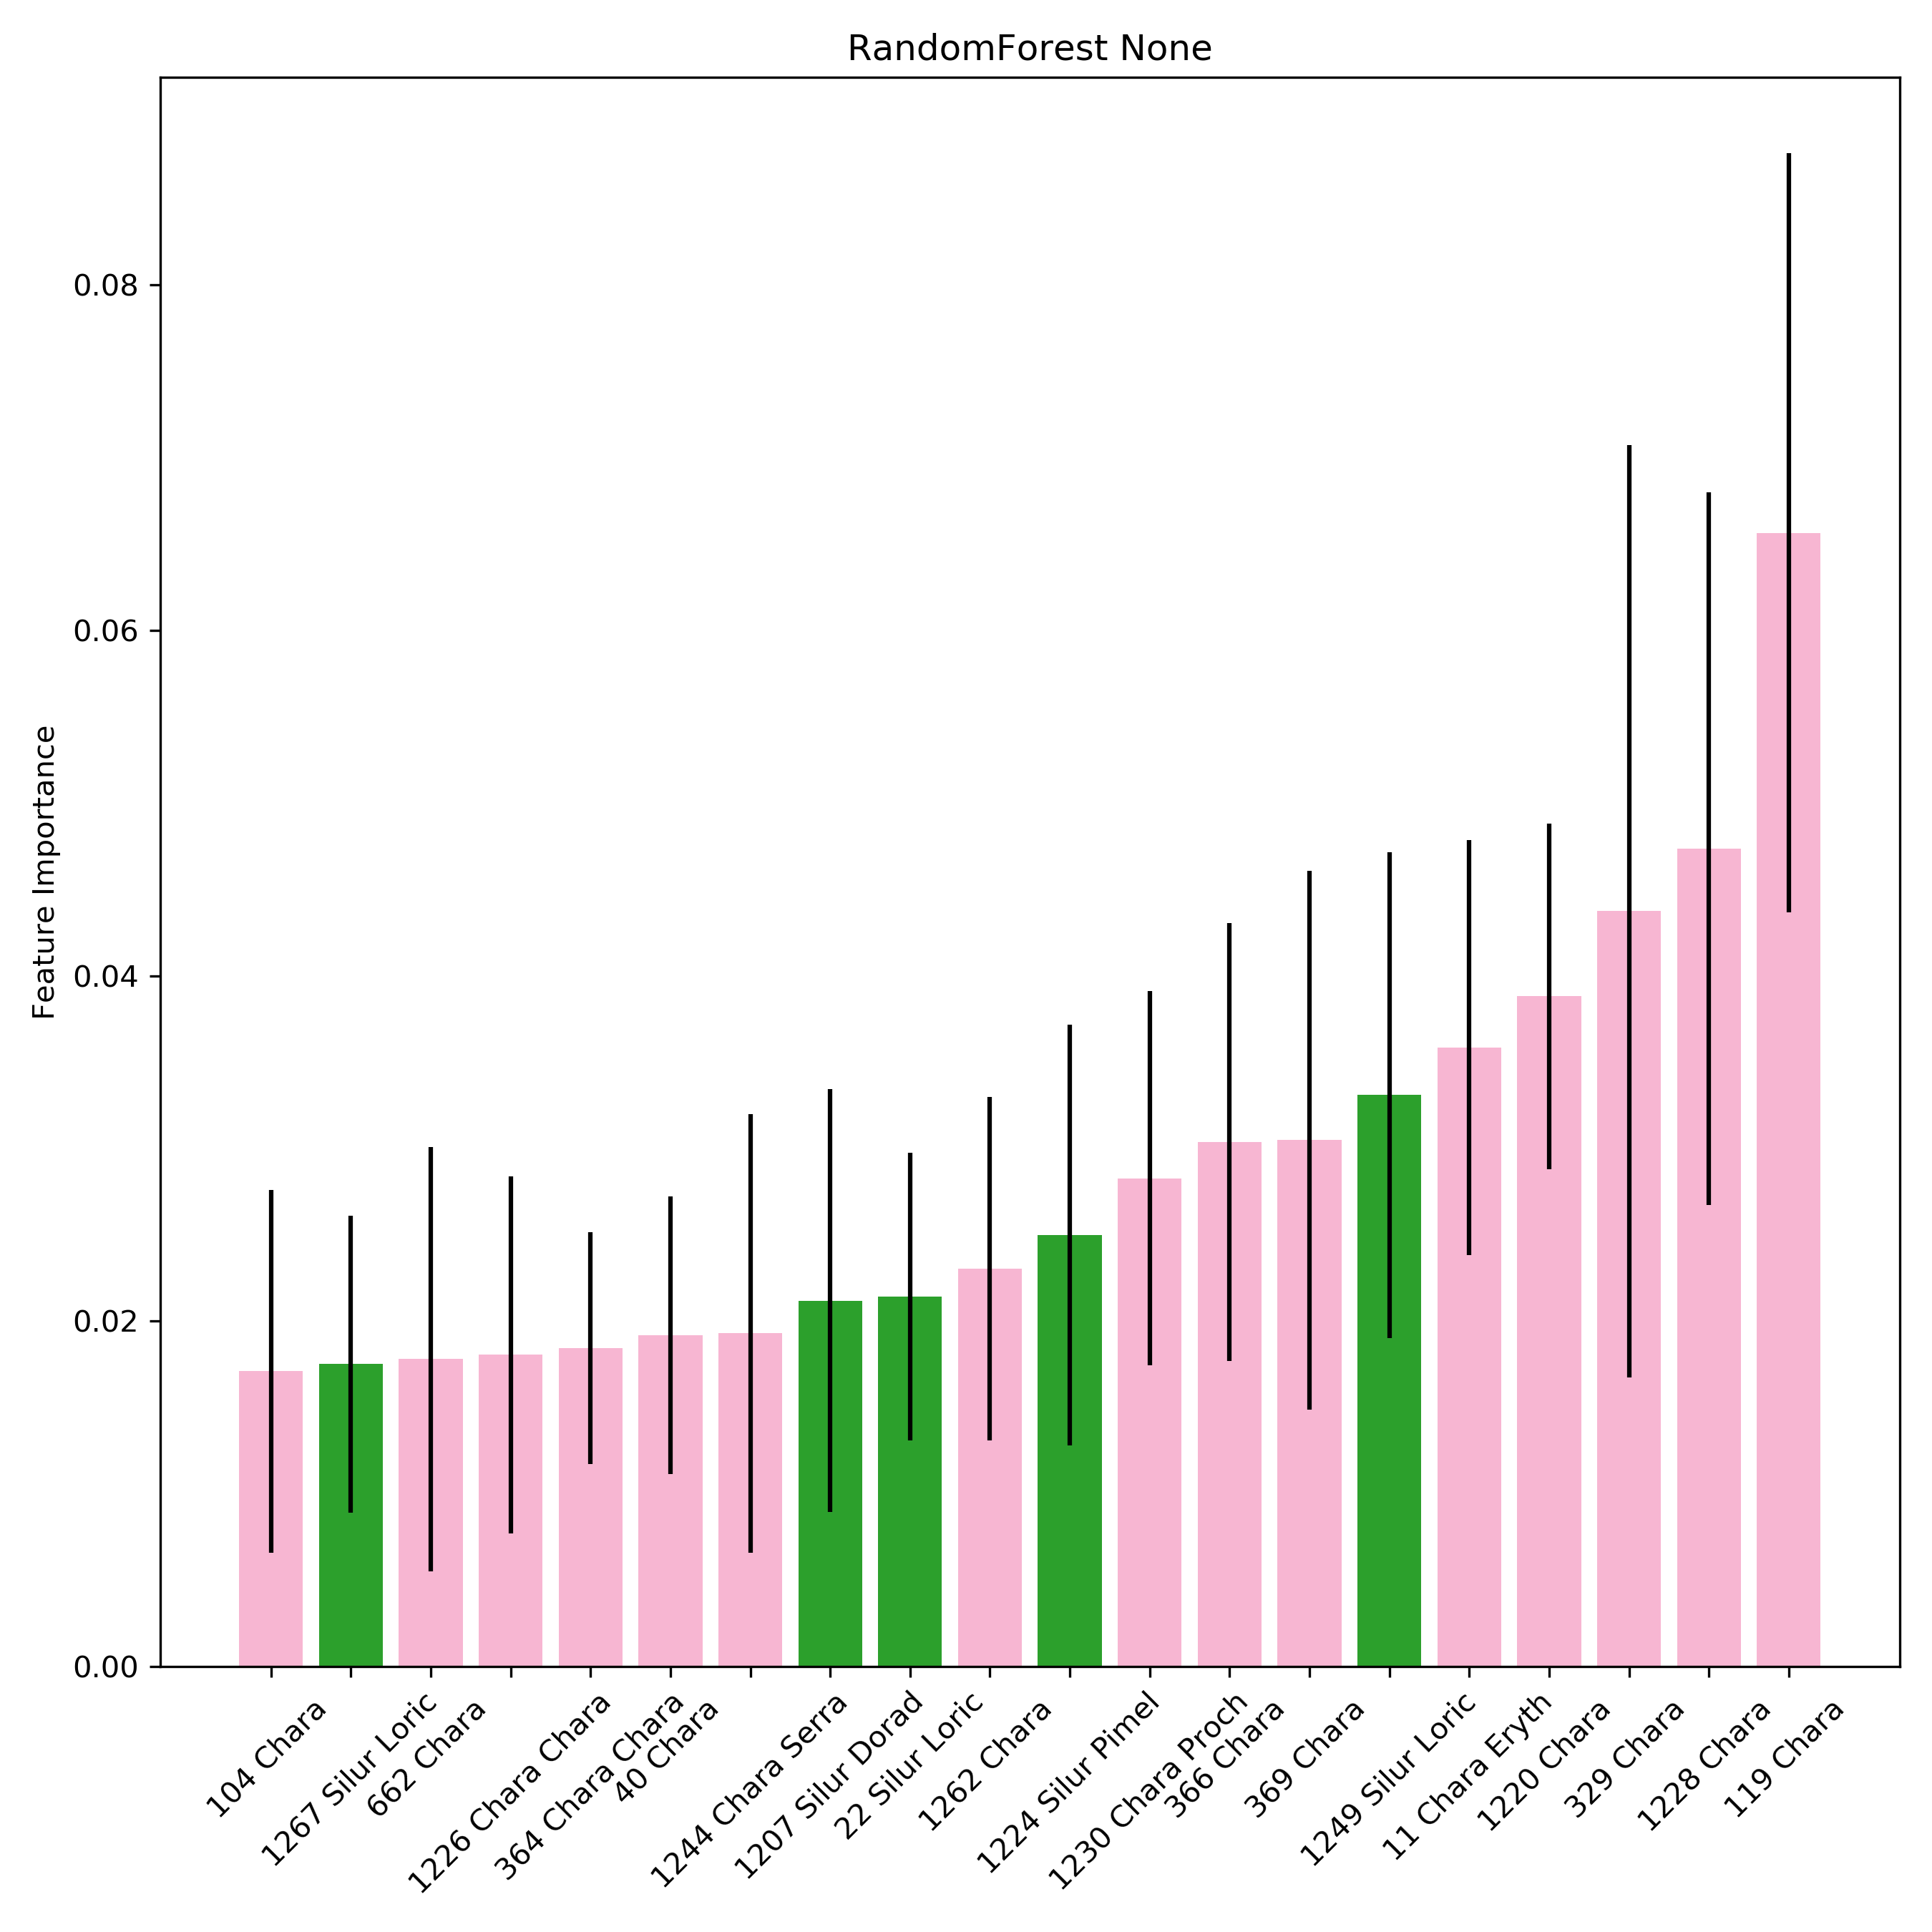 RandomForest None
Feature Importance
0.08
0.06
0.04
0.02
0.00
104 Chara
1267 Silur Loric
662 Chara
1226 Chara Chara
364 Chara Chara
40 Chara
1244 Chara Serra
1207 Silur Dorad
22 Silur Loric
1262 Chara
1224 Silur Pimel
1230 Chara Proch
366 Chara
369 Chara
1249 Silur Loric
11 Chara Eryth
1220 Chara
329 Chara
1228 Chara
119 Chara